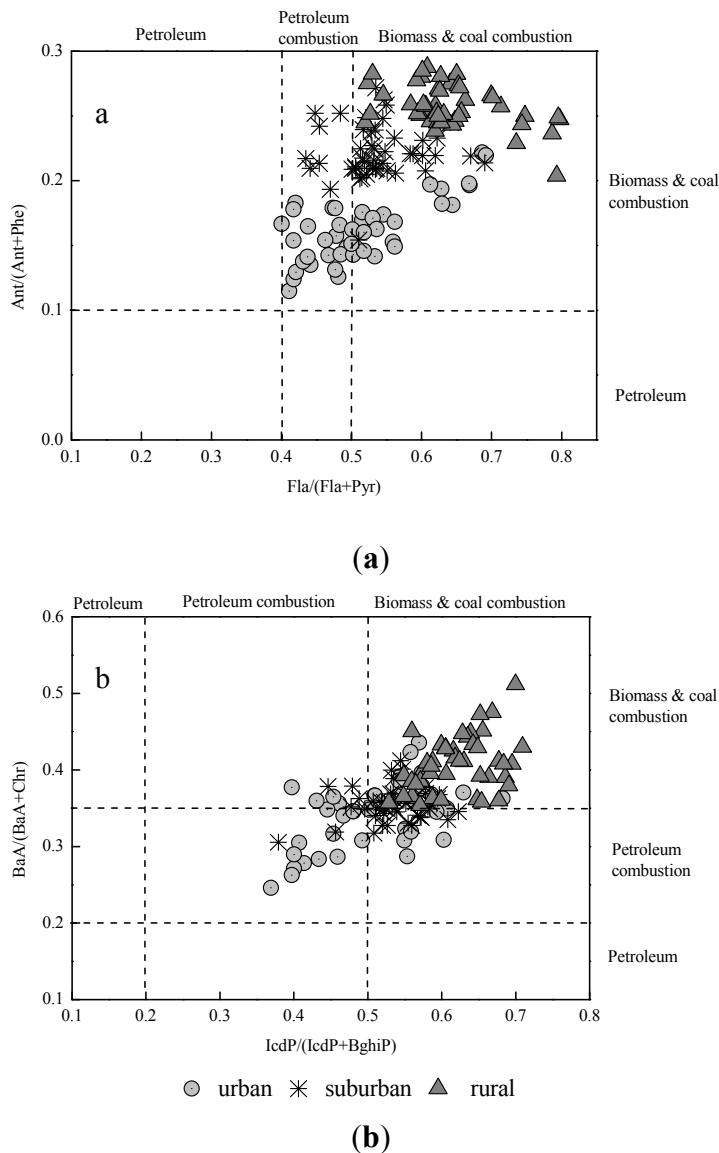 Petroleum
Petroleum
combustion
Biomass & coal combustion
0.3
0.2
0.1
0.0
a
Ant/(Ant+Phe)
Biomass & coal
combustion
Petroleum
0.1 0.2 0.3 0.4 0.5 0.6 0.7 0.8
Fla/(Fla+Pyr)
(a)
Petroleum Petroleum combustion Biomass & coal combustion
0.6
0.5
0.4
0.3
0.2
0.1
b
BaA/(BaA+Chr)
Biomass & coal
combustion
Petroleum
combustion
Petroleum
0.1 0.2 0.3 0.4 0.5 0.6 0.7 0.8
IcdP/(IcdP+BghiP)
urban suburban rural
(b)